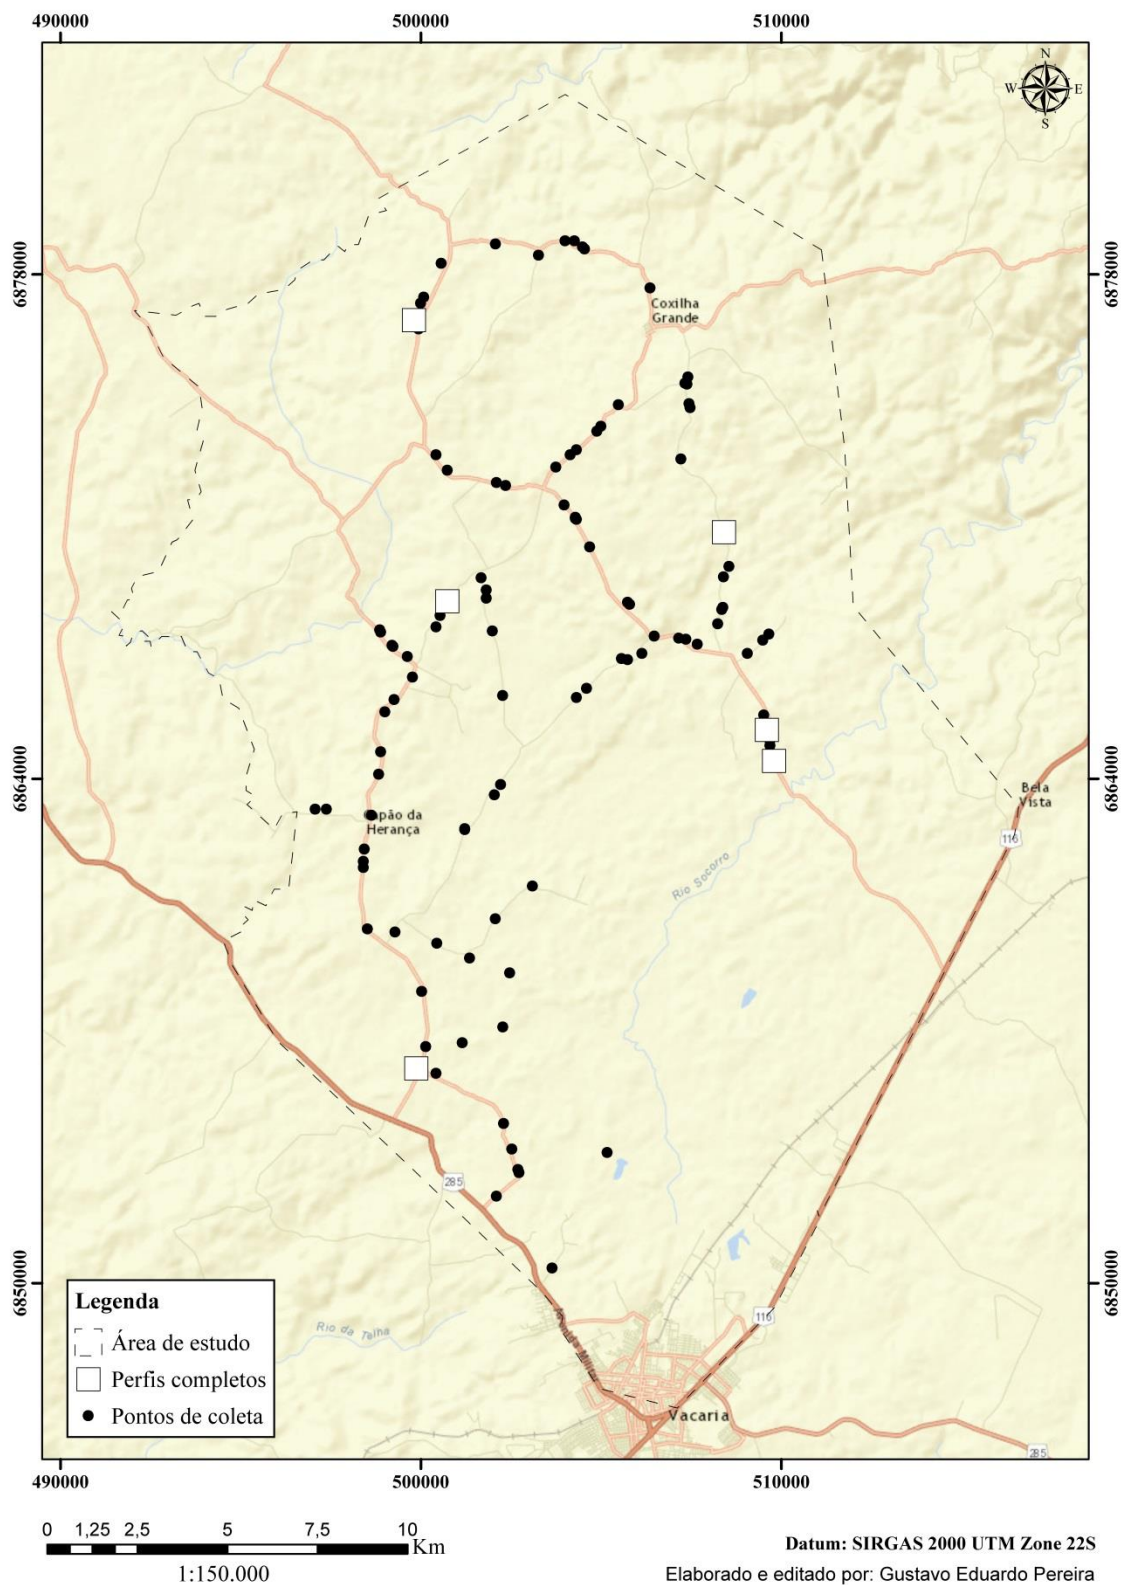 490000
500000
510000
N
W
E
S
6878000
6878000
Coxilha
Grande
6864000
6864000
Bela
Vista
116
Capão da
Herança
Rio Socorro
285
6850000
6850000
116
Rio da Telha
Legenda
Área de estudo
Perfis completos
Pontos de coleta
Vacaria
285
490000
500000
510000
0 1,25 2,5 5 7,5 10
Km
1:150.000
Datum: SIRGAS 2000 UTM Zone 22S
Elaborado e editado por: Gustavo Eduardo Pereira